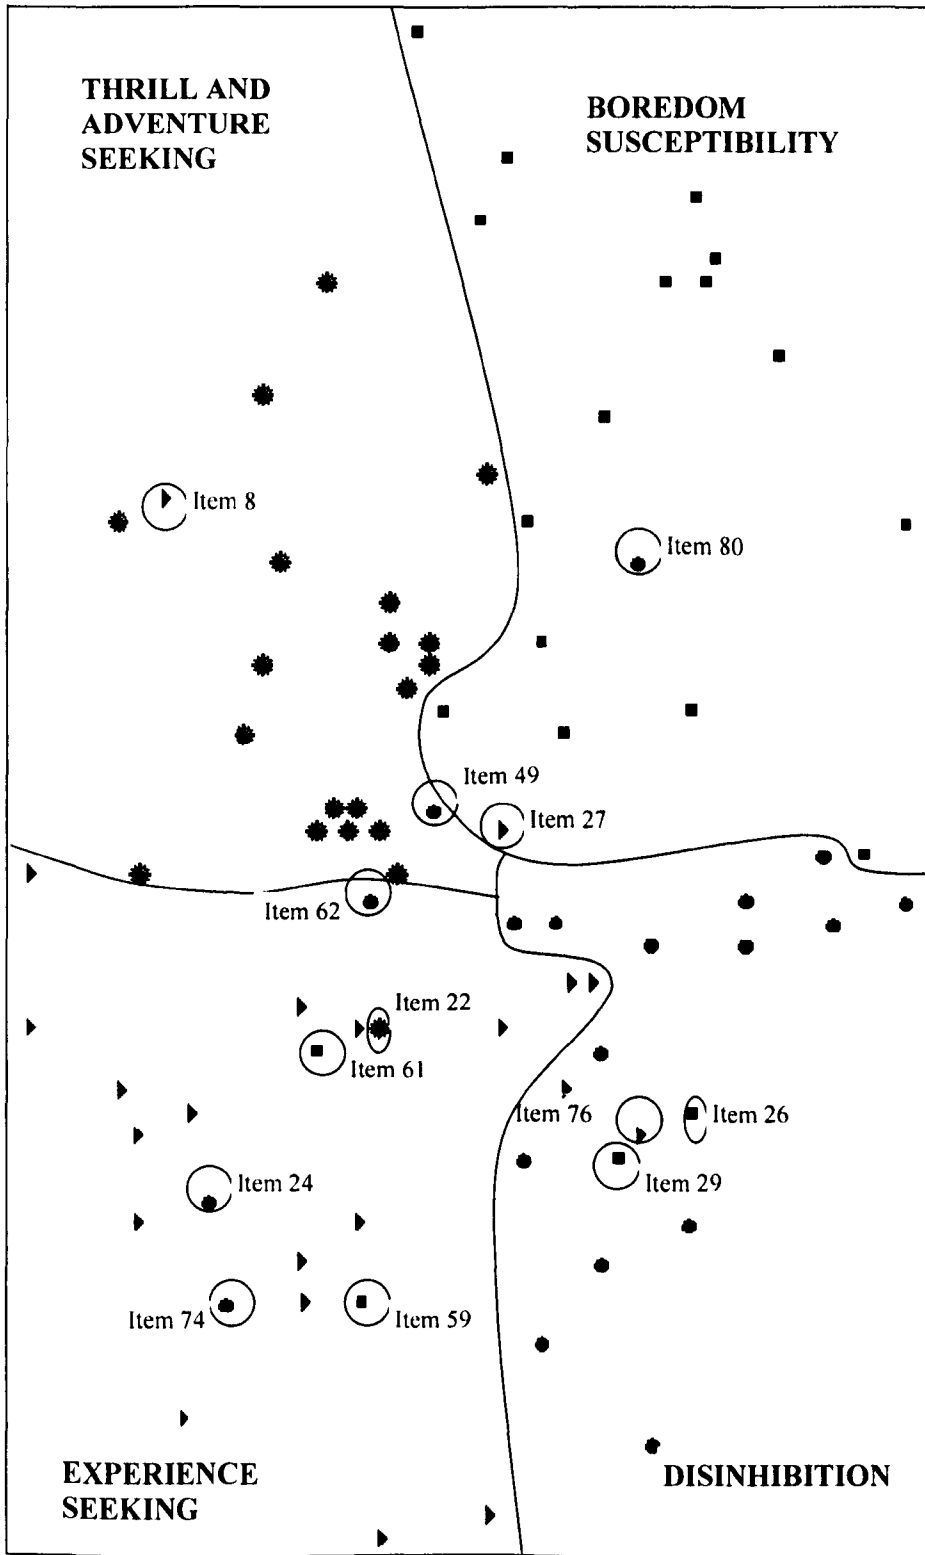 THRILL AND
ADVENTURE
SEEKING
BOREDOM
SUSCEPTIBILITY
Item 8
Item 80
Item 49
Item 27
Item 62
Item 22
Item 61
Item 76
Item 26
Item 24
Item 29
Item 74
Item 59
EXPERIENCE
SEEKING
DISINHIBITION